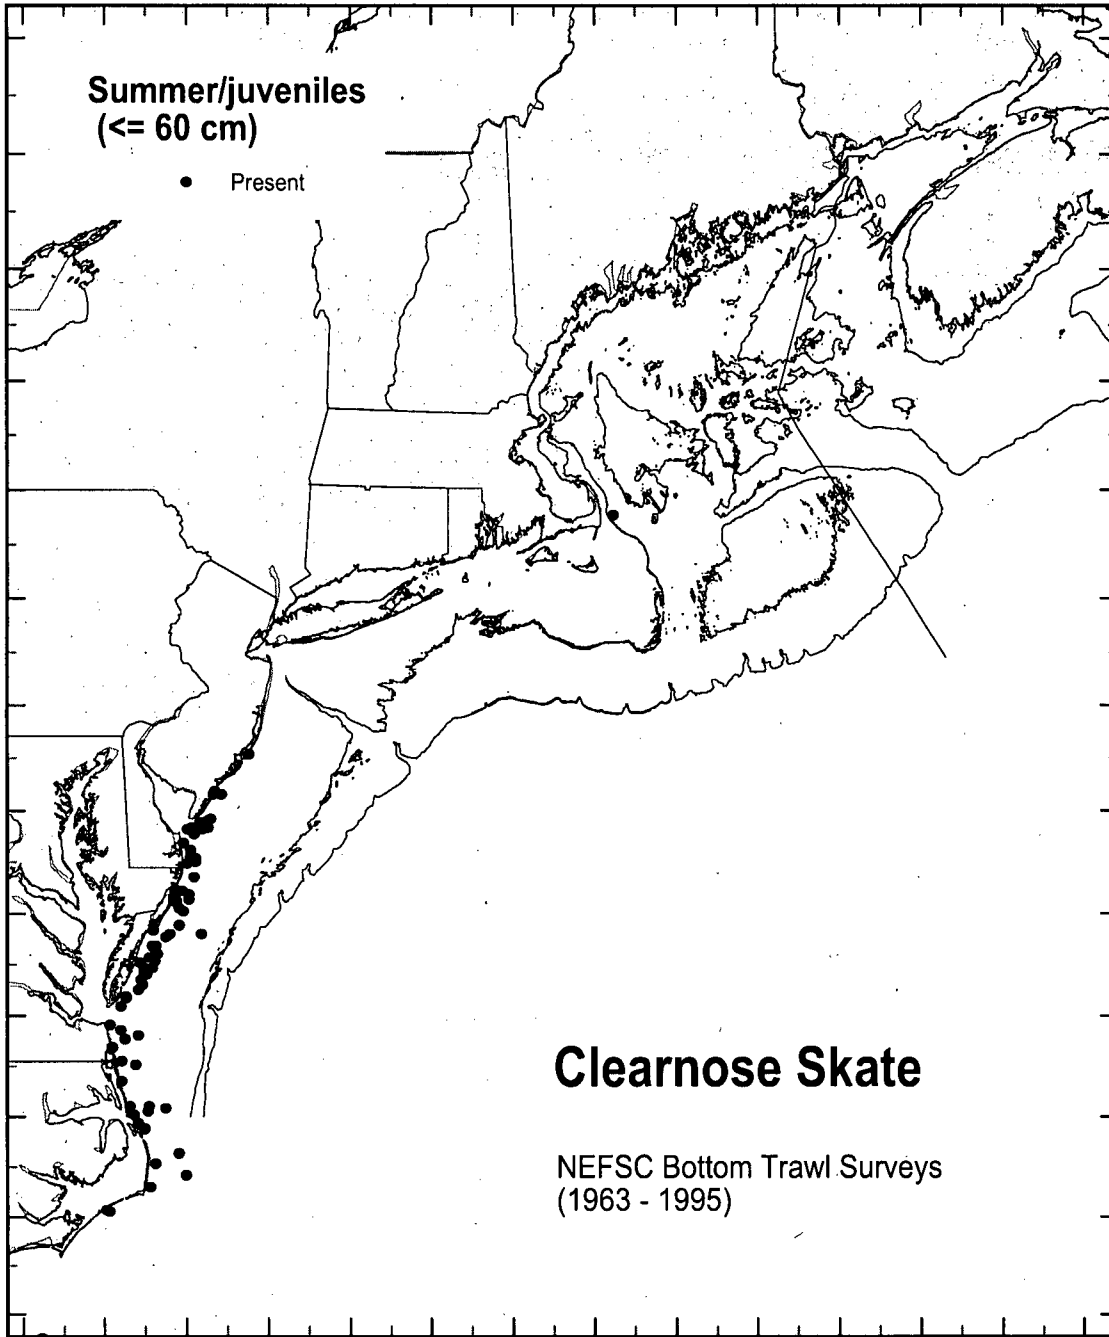 Summer/juveniles
(<= 60 cm)
Present
Clearnose Skate
NEFSC Bottom Trawl Surveys
(1963 - 1995)